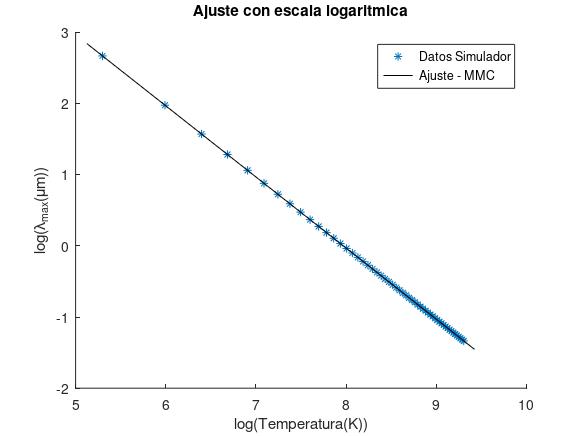 Ajuste con escala logaritmica
Datos Simulador
Ajuste - MMC
3
2
1
0
-1
-2
log(λmax(μm))
5
6
7
8
9
10
log(Temperatura(K))